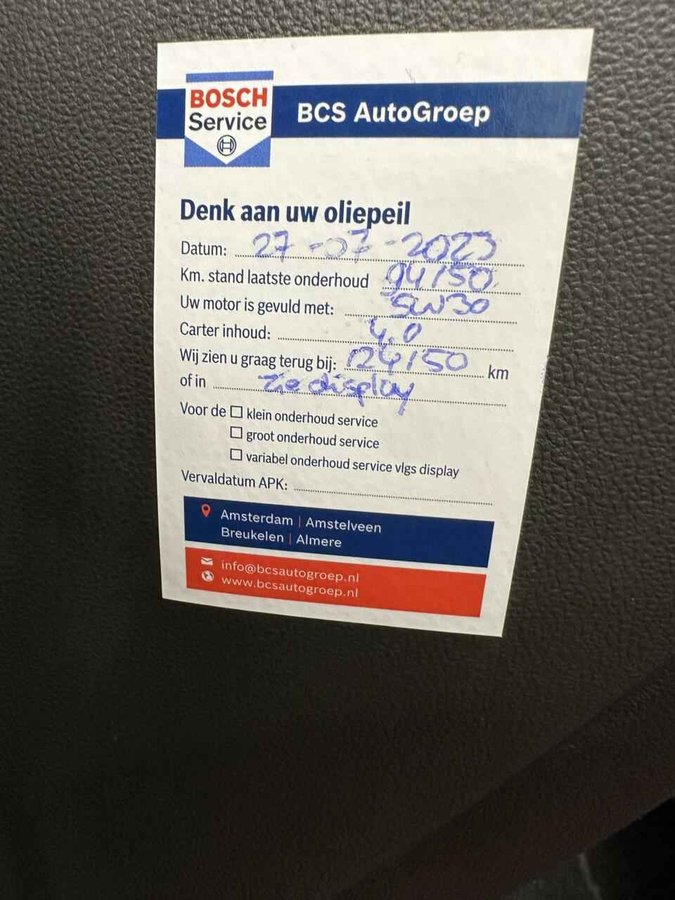 BOSCH
Service
BCS AutoGroep
Denk aan uw oliepeil
Datum: 27-07-2023
Km. stand laatste onderhoud 94150
Uw motor is gevuld met: 5W30
Carter inhoud: 4,0
Wij zien u graag terug bij: 124150 km
of in zie display
Voor de ☐ klein onderhoud service
☐ groot onderhoud service
☐ variabel onderhoud service vlgs display
Vervaldatum APK:
Amsterdam | Amstelveen
Breukelen | Almere
info@bcsautogroep.nl
www.bcsautogroep.nl